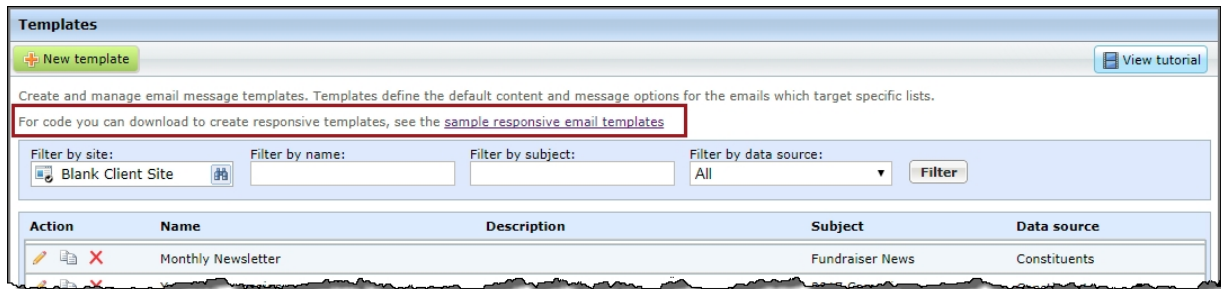 Templates
New template
View tutorial
Create and manage email message templates. Templates define the default content and message options for the emails which target specific lists.
For code you can download to create responsive templates, see the sample responsive email templates
Filter by site: Filter by name: Filter by subject: Filter by data source:
Blank Client Site All Filter
Action Name Description Subject Data source
Monthly Newsletter Fundraiser News Constituents